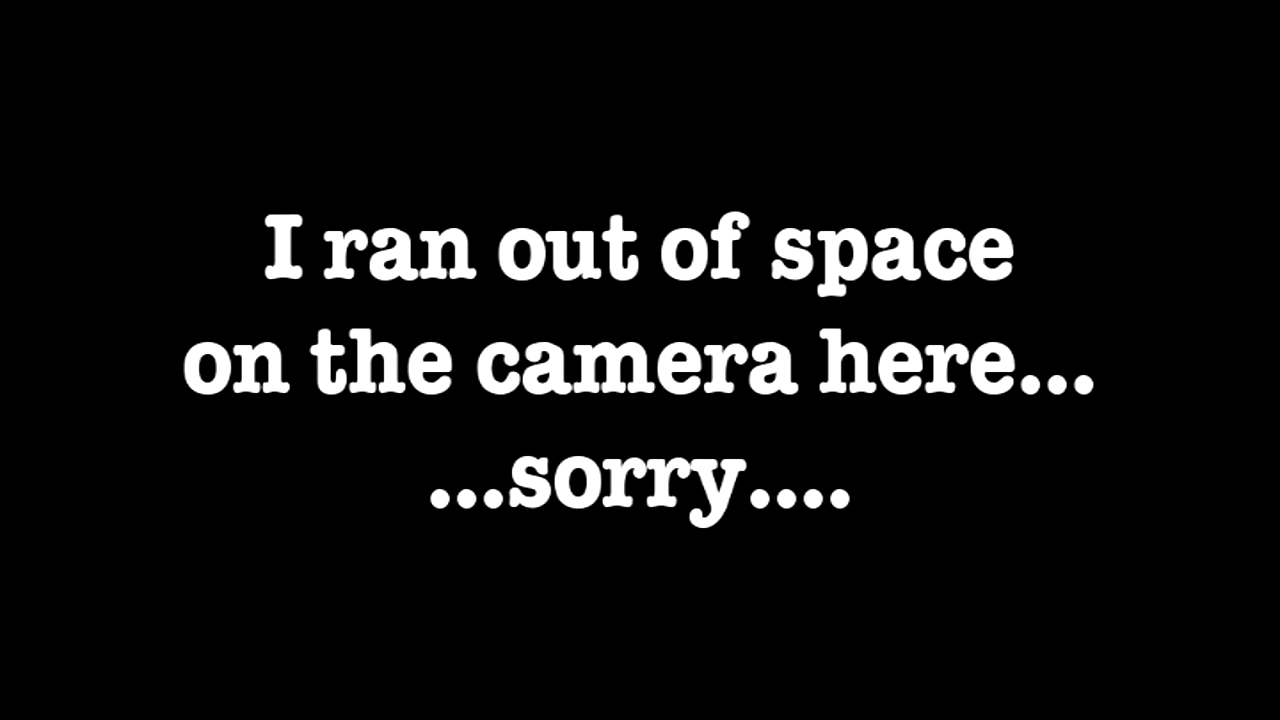 I ran out of space
on the camera here...
...sorry....